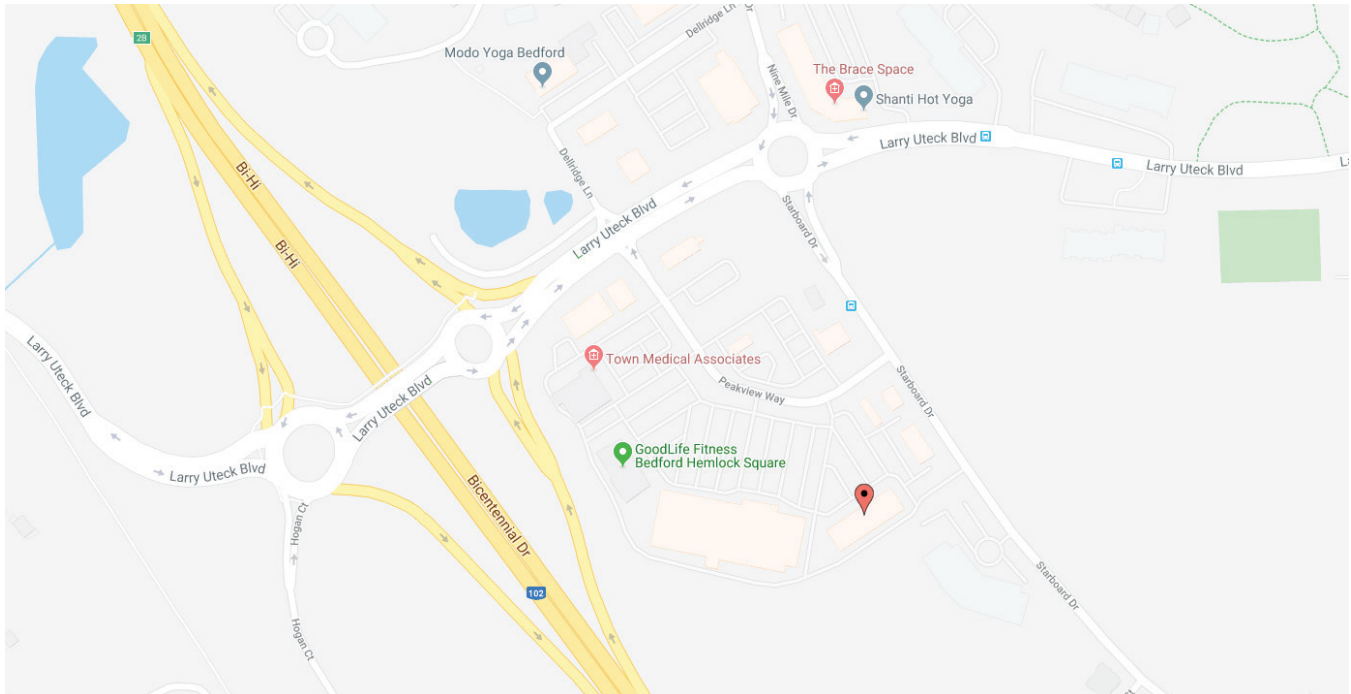 Dellridge Ln
29
Modo Yoga Bedford
Nine Mile Dr
The Brace Space
Shanti Hot Yoga
Larry Uteck Blvd
Larry Uteck Blvd
Dellridge Ln
Bi-Hi
Bi-Hi
Larry Uteck Blvd
Starboard Dr
Larry Uteck Blvd
Town Medical Associates
Larry Uteck Blvd
Peakview Way
Starboard Dr
GoodLife Fitness
Bedford Hemlock Square
Larry Uteck Blvd
Bicentennial Dr
Hogan Ct
102
Starboard Dr
Hogan Ct